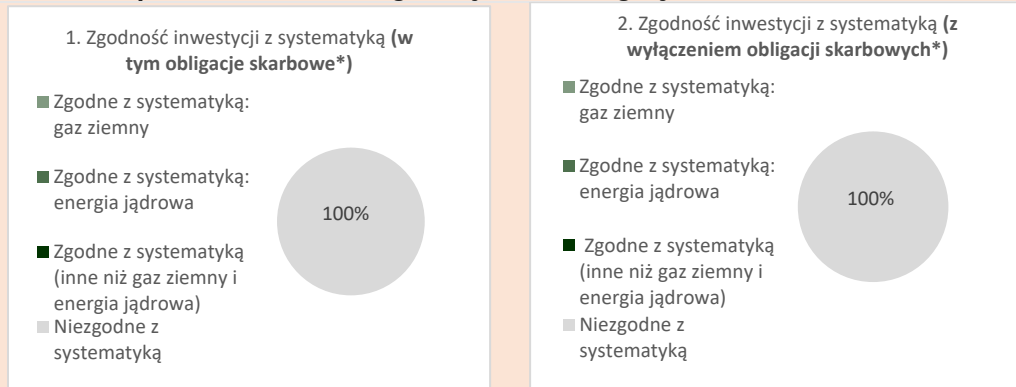 1. Zgodność inwestycji z systematyką (w
tym obligacje skarbowe*)
Zgodne z systematyką:
gaz ziemny
Zgodne z systematyką:
energia jądrowa
Zgodne z systematyką
(inne niż gaz ziemny i
energia jądrowa)
Niezgodne z
systematyką
100%
2. Zgodność inwestycji z systematyką (z
wyłączeniem obligacji skarbowych*)
Zgodne z systematyką:
gaz ziemny
Zgodne z systematyką:
energia jądrowa
Zgodne z systematyką
(inne niż gaz ziemny i
energia jądrowa)
Niezgodne z
systematyką
100%